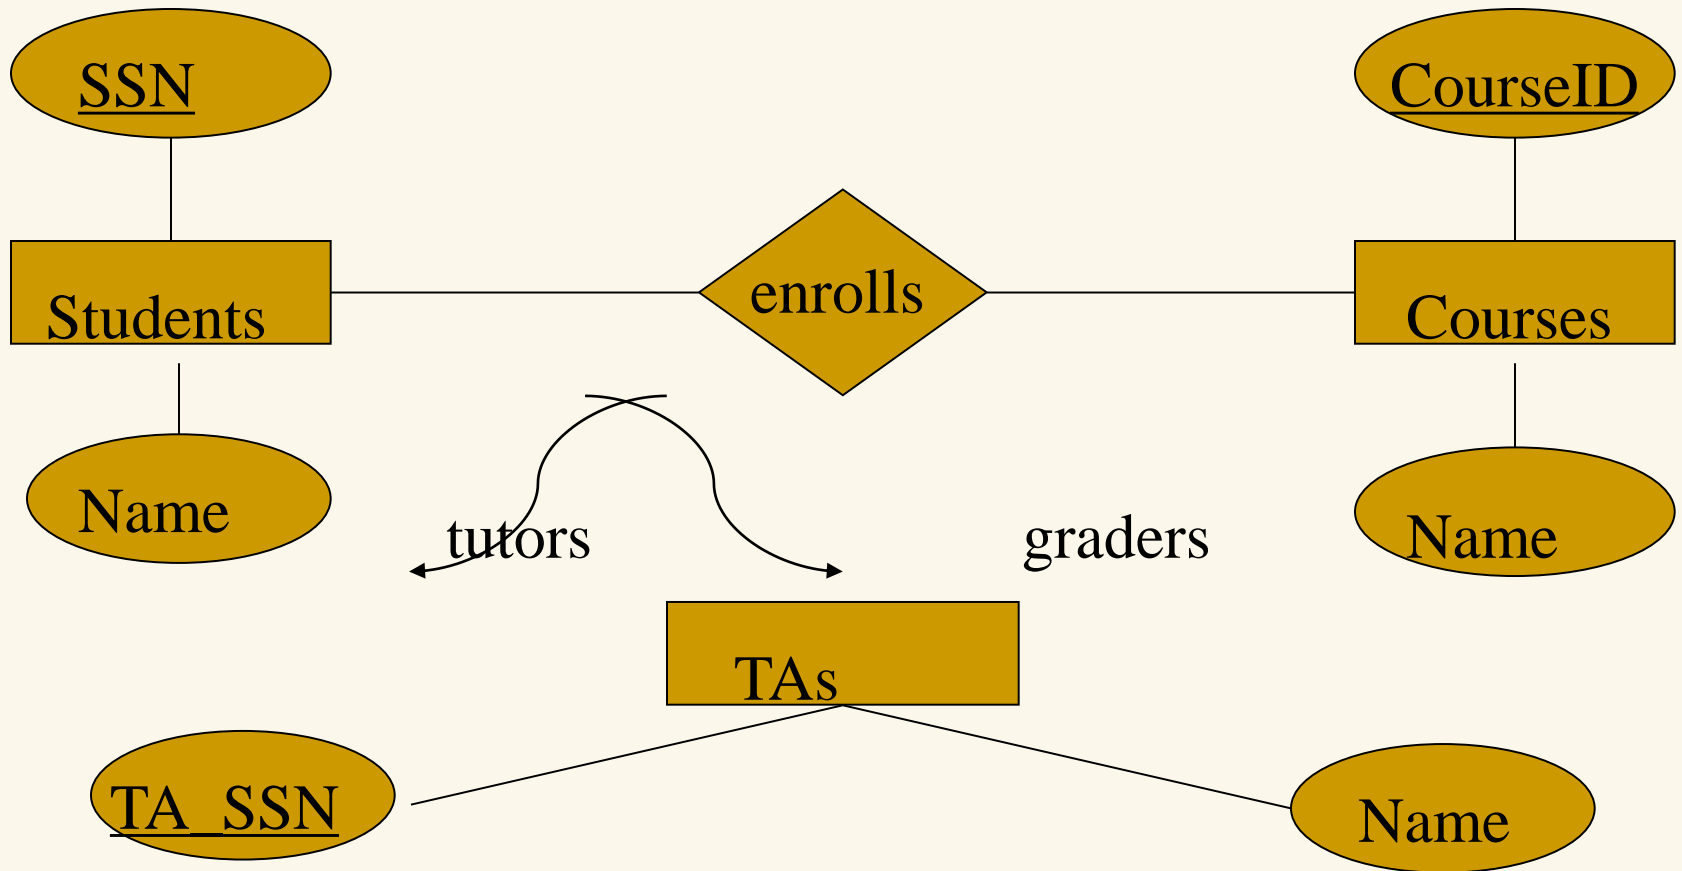 SSN
CourseID
enrolls
Students
Courses
Name
tutors
graders
Name
TAs
TA_SSN
Name